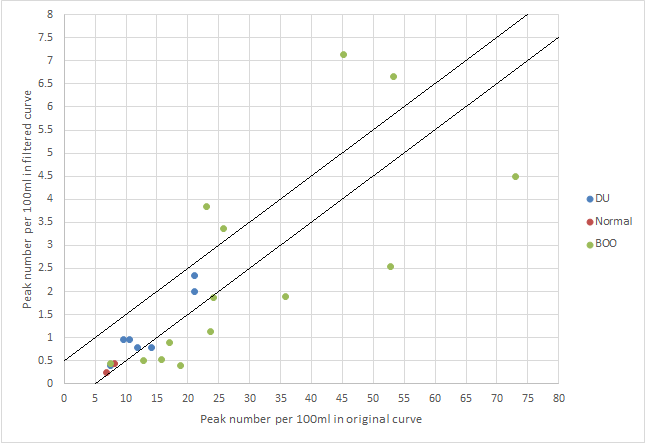 8
7.5
7
6.5
6
5.5
5
4.5
4
3.5
3
2.5
2
1.5
1
0.5
0
Peak number per 100ml in filtered curve
0 5 10 15 20 25 30 35 40 45 50 55 60 65 70 75 80
Peak number per 100ml in original curve
DU
Normal
BOO